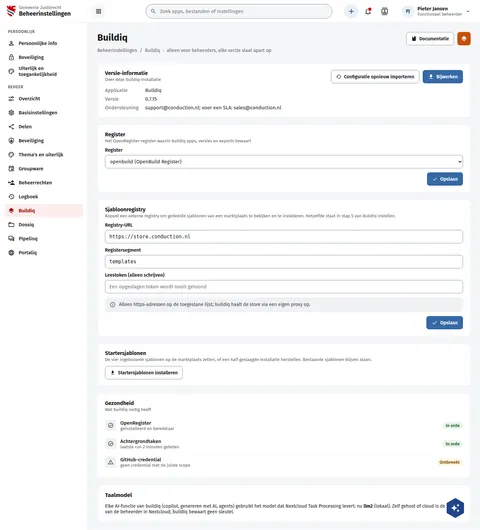 Gemeente Zuiddrecht
Beheerinstellingen
Zoek apps, bestanden of instellingen
PJ
Pieter Jansen
functioneel beheerder
PERSOONLIJK
Persoonlijke info
Beveiliging
Uiterlijk en toegankelijkheid
BEHEER
Overzicht
Basisinstellingen
Delen
Beveiliging
Thema's en uiterlijk
Groupware
Beheerrechten
Logboek
Buildiq
Dossiq
Pipelinq
Portaliq
Buildiq
Beheerinstellingen / Buildiq · alleen voor beheerders, elke sectie slaat apart op
Documentatie
Versie-informatie
Over deze buildiq-installatie
Configuratie opnieuw importeren
Bijwerken
Applicatie Buildiq
Versie 0.7.15
Ondersteuning support@conduction.nl; voor een SLA: sales@conduction.nl
Register
Het OpenRegister-register waarin buildiq apps, versies en exports bewaart
Register
openbuild (OpenBuild Register)
Opslaan
Sjabloonregistry
Koppel een externe registry om gedeelde sjablonen van een marktplaats te bekijken en te installeren. Hetzelfde staat in stap 5 van Buildiq instellen.
Registry-URL
https://store.conduction.nl
Registersegment
templates
Leestoken (alleen schrijven)
Een opgeslagen token wordt nooit getoond
Alleen https-adressen op de toegestane lijst; buildiq haalt de store via een eigen proxy op.
Opslaan
Startersjablonen
De vier ingebouwde sjablonen op de marktplaats zetten, of een half geslaagde installatie herstellen. Bestaande sjablonen blijven staan.
Startersjablonen installeren
Gezondheid
Wat buildiq nodig heeft
OpenRegister
geïnstalleerd en bereikbaar
In orde
Achtergrondtaken
laatste run 2 minuten geleden
In orde
GitHub-credential
geen credential met de juiste scope
Ontbreekt
Taalmodel
Elke AI-functie van buildiq (copilot, genereren met AI, agents) gebruikt het model dat Nextcloud Task Processing levert; nu llm2 (lokaal). Zelf gehost of cloud is de
van de beheerder in Nextcloud; buildiq bewaart geen sleutel.